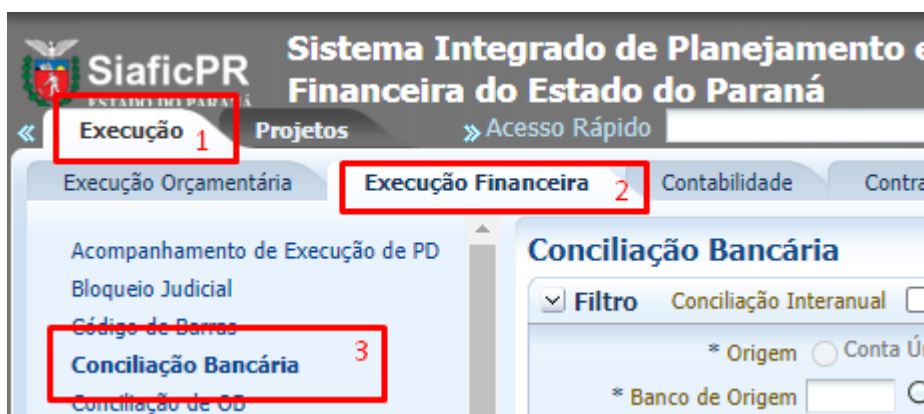 Sistema Integrado de Planejamento e
SiaficPR
Financeira do Estado do Paraná
ESTADO DO PARANÁ
« Execução 1 Projetos » Acesso Rápido
Execução Orçamentária Execução Financeira 2 Contabilidade Contra
Acompanhamento de Execução de PD
Conciliação Bancária
Bloqueio Judicial
Filtro Conciliação Interanual
Código de Barras
* Origem Conta Ún
Conciliação Bancária 3
* Banco de Origem
Conciliação de OB